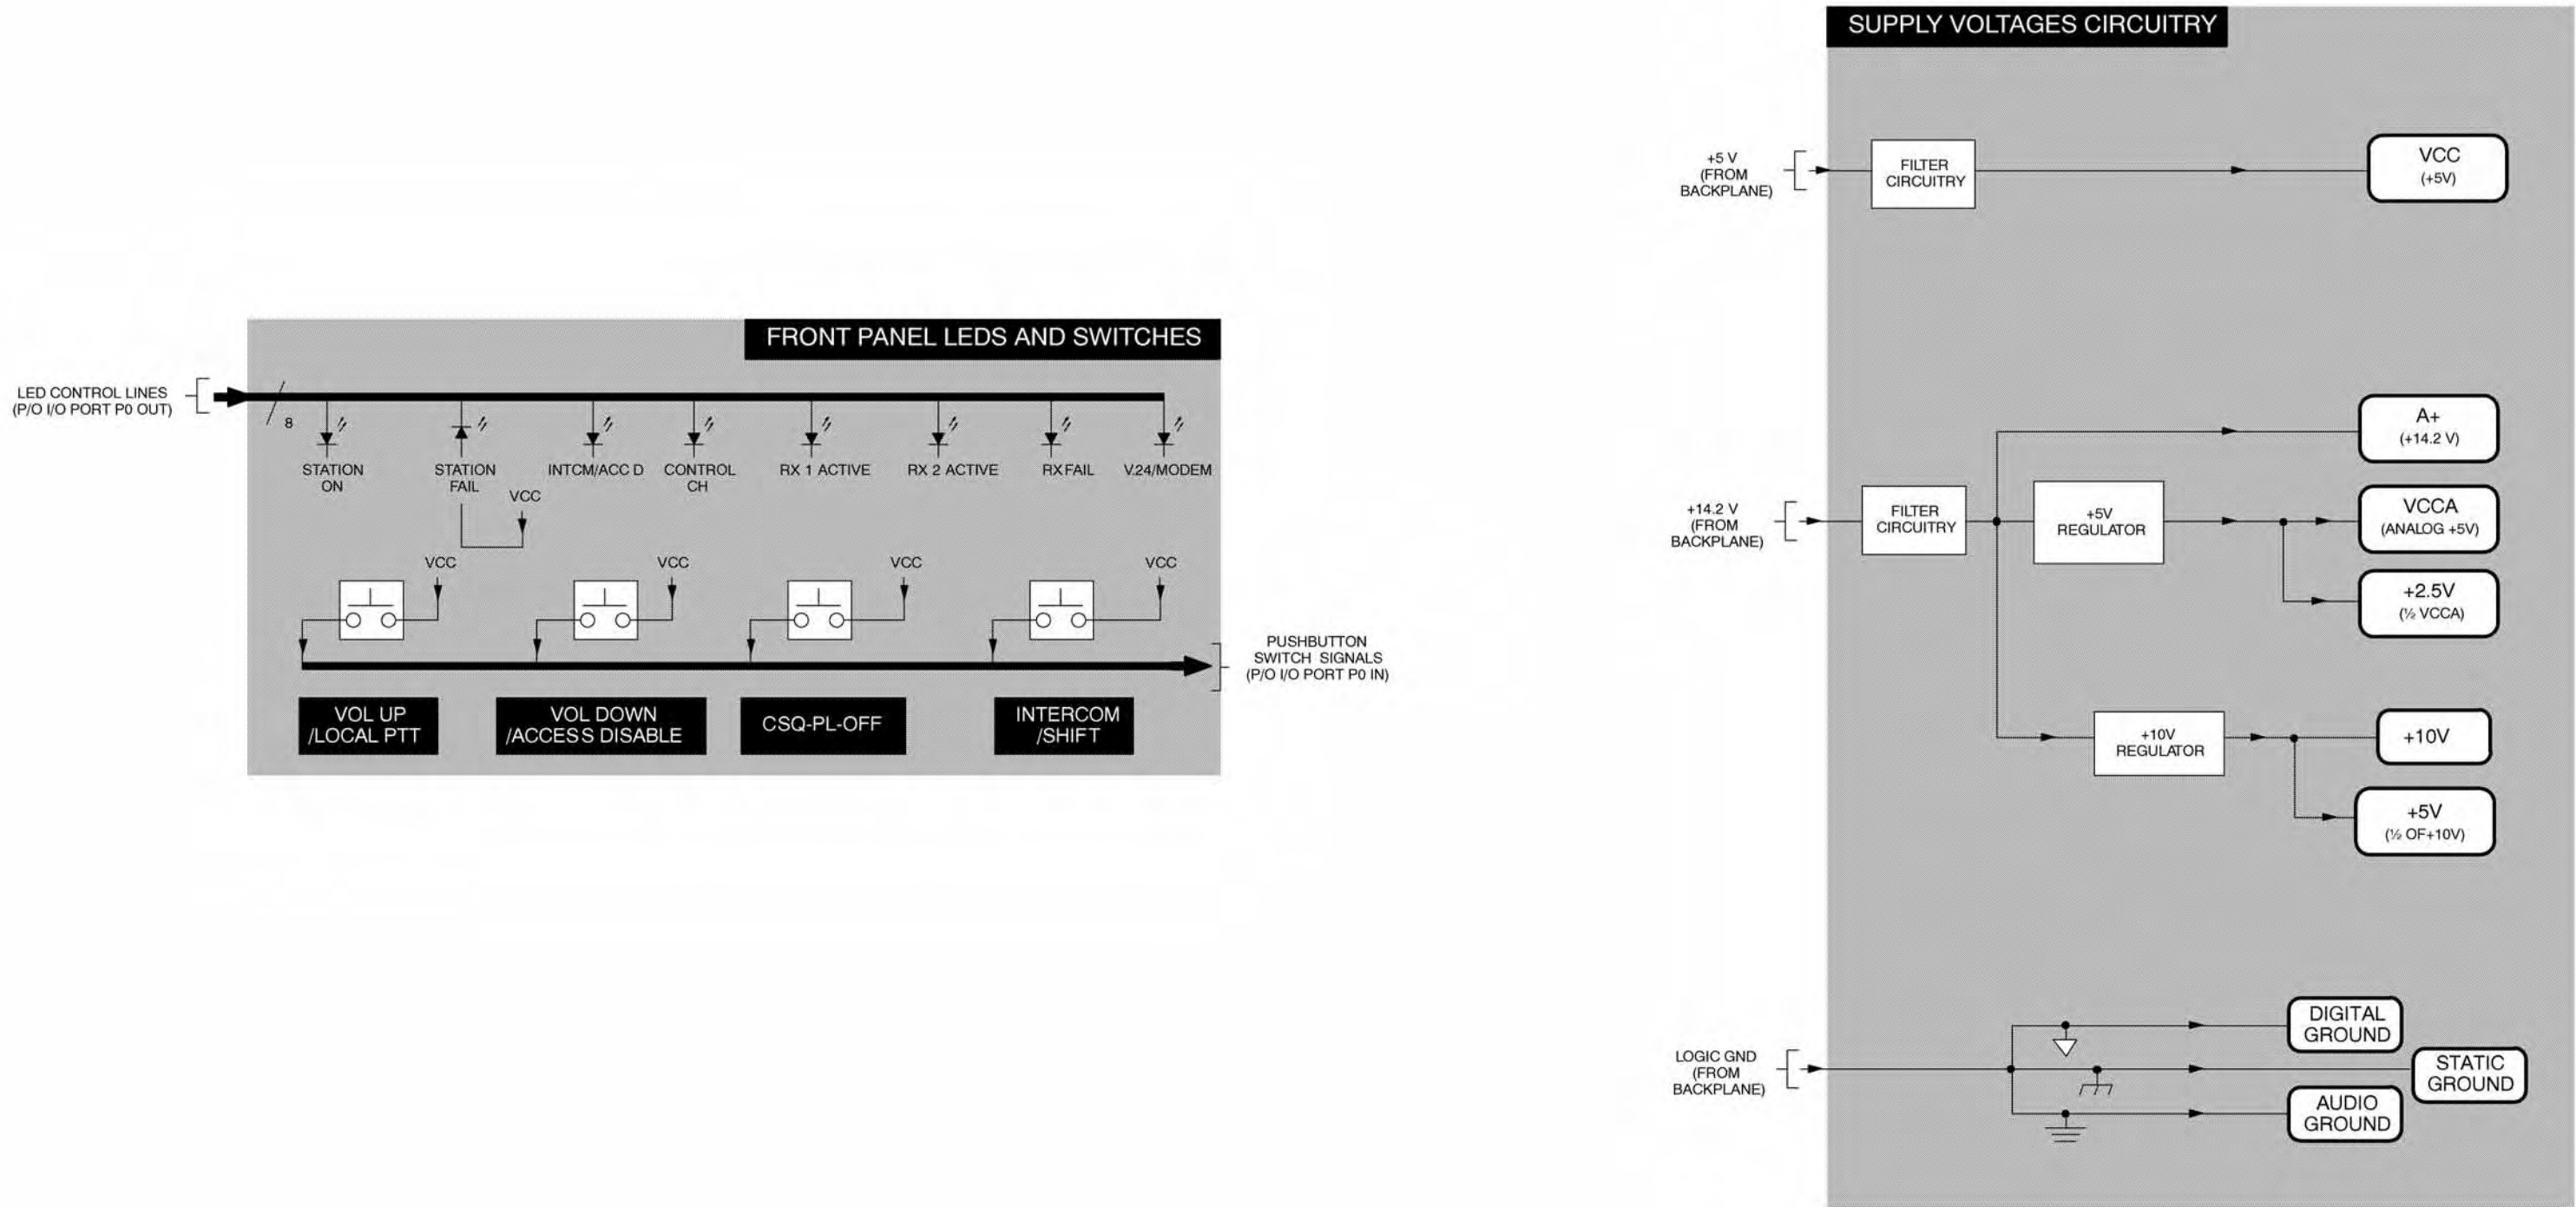 FRONT PANEL LEDS AND SWITCHES
LED CONTROL LINES
(P/O I/O PORT P0 OUT)
8
STATION
ON
STATION
FAIL
INTCM/ACC D
CONTROL
CH
RX 1 ACTIVE
RX 2 ACTIVE
RX FAIL
V.24/MODEM
VCC
VCC
VCC
VCC
VCC
PUSHBUTTON
SWITCH SIGNALS
(P/O I/O PORT P0 IN)
VOL UP
/LOCAL PTT
VOL DOWN
/ACCESS DISABLE
CSQ-PL-OFF
INTERCOM
/SHIFT
SUPPLY VOLTAGES CIRCUITRY
+5 V
(FROM
BACKPLANE)
FILTER
CIRCUITRY
VCC
(+5V)
A+
(+14.2 V)
+14.2 V
(FROM
BACKPLANE)
FILTER
CIRCUITRY
+5V
REGULATOR
VCCA
(ANALOG +5V)
+2.5V
(½ VCCA)
+10V
REGULATOR
+10V
+5V
(½ OF+10V)
LOGIC GND
(FROM
BACKPLANE)
DIGITAL
GROUND
STATIC
GROUND
AUDIO
GROUND